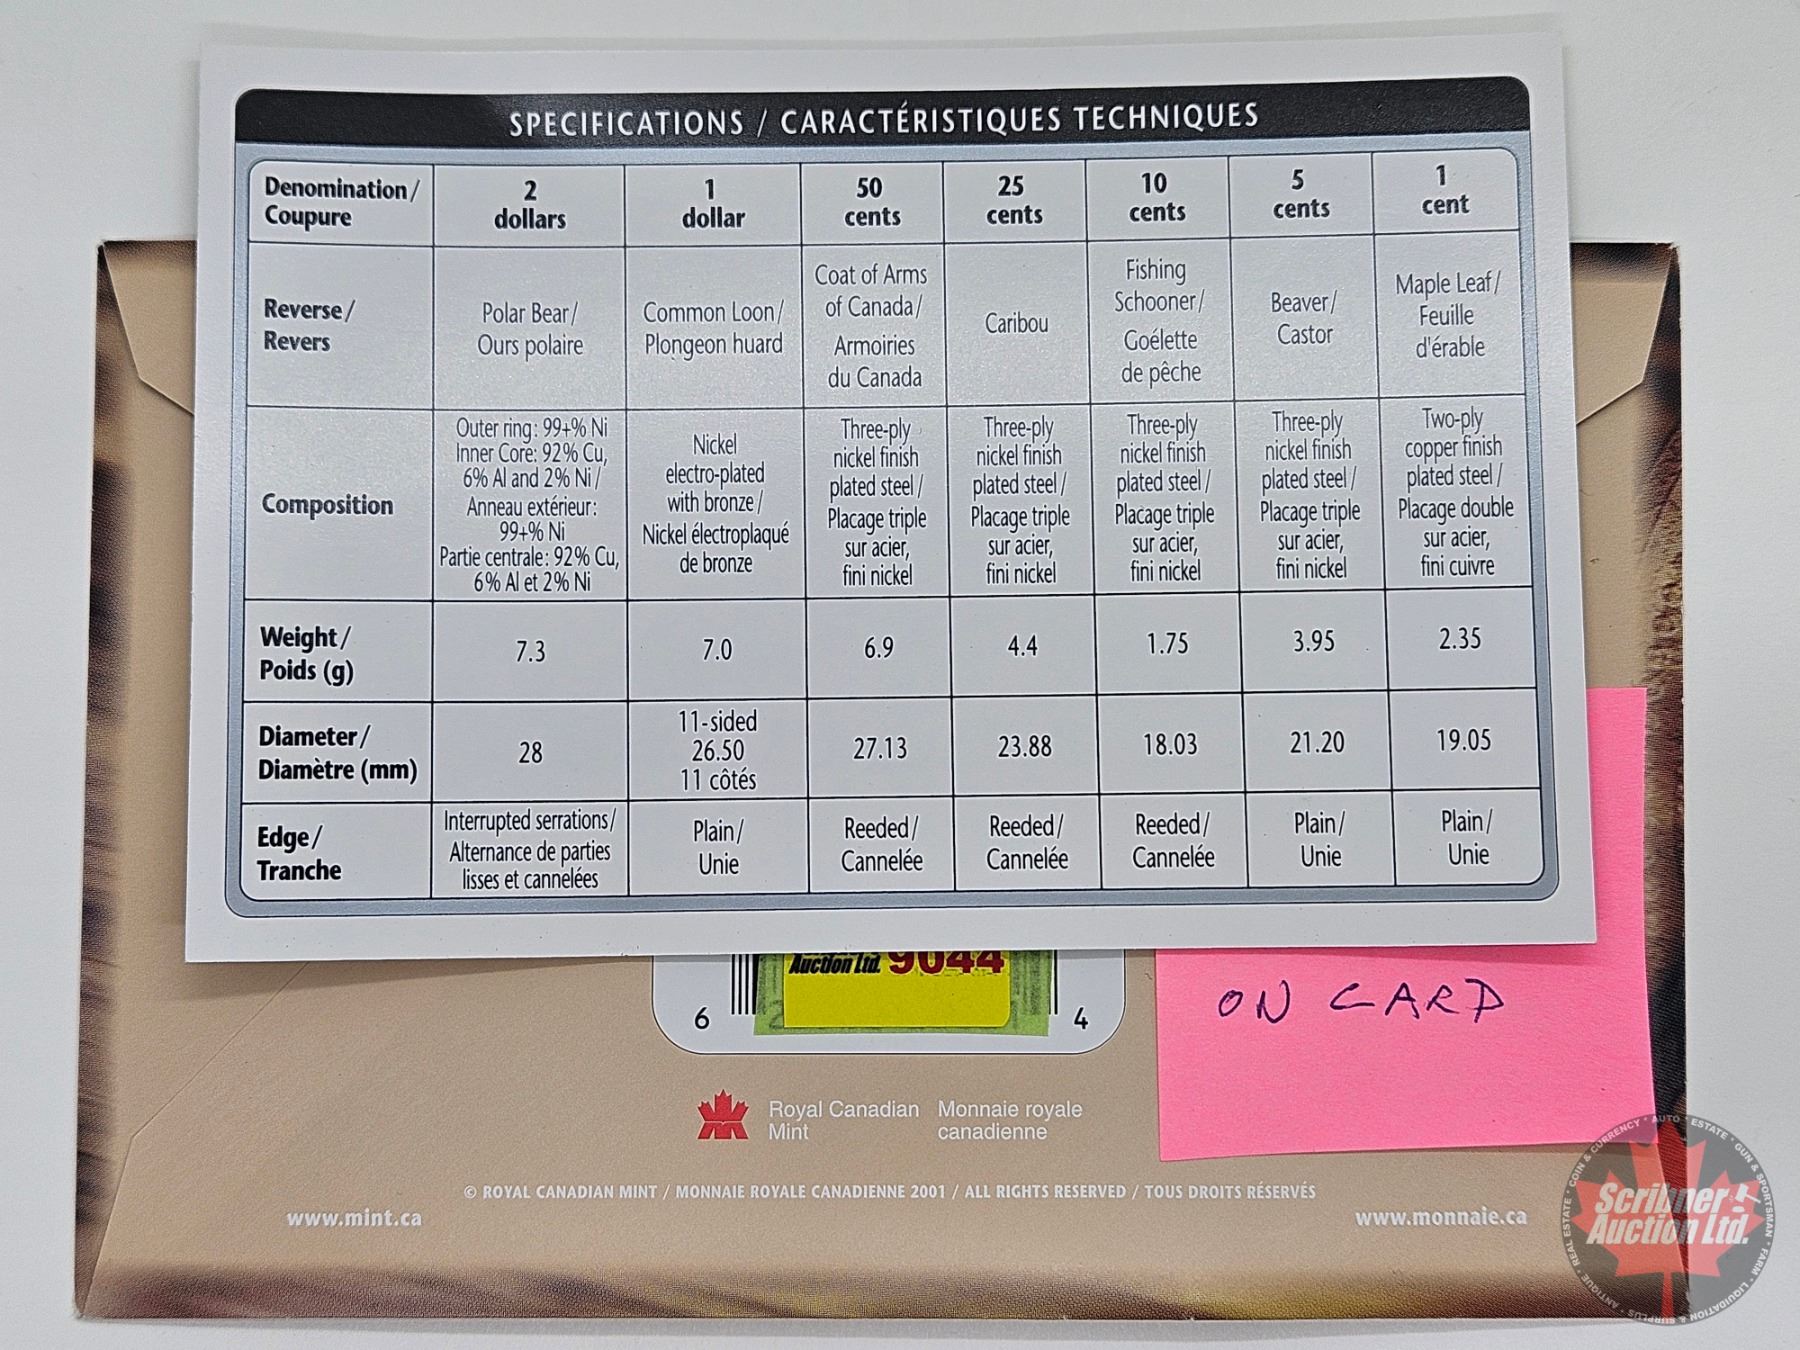 SPECIFICATIONS / CARACTÉRISTIQUES TECHNIQUES
Denomination / Coupure
2 dollars
1 dollar
50 cents
25 cents
10 cents
5 cents
1 cent
Reverse / Revers
Polar Bear /
Ours polaire
Common Loon /
Plongeon huard
Coat of Arms
of Canada /
Armoiries
du Canada
Caribou
Fishing
Schooner /
Goélette
de pêche
Beaver /
Castor
Maple Leaf /
Feuille
d'érable
Composition
Outer ring: 99+% Ni
Inner Core: 92% Cu,
6% Al and 2% Ni /
Anneau extérieur:
99+% Ni
Partie centrale: 92% Cu,
6% Al et 2% Ni
Nickel
electro-plated
with bronze /
Nickel électroplaqué
de bronze
Three-ply
nickel finish
plated steel /
Placage triple
sur acier,
fini nickel
Three-ply
nickel finish
plated steel /
Placage triple
sur acier,
fini nickel
Three-ply
nickel finish
plated steel /
Placage triple
sur acier,
fini nickel
Three-ply
nickel finish
plated steel /
Placage triple
sur acier,
fini nickel
Two-ply
copper finish
plated steel /
Placage double
sur acier,
fini cuivre
Weight /
Poids (g)
7.3
7.0
6.9
4.4
1.75
3.95
2.35
Diameter /
Diamètre (mm)
28
11-sided
26.50
11 côtés
27.13
23.88
18.03
21.20
19.05
Edge /
Tranche
Interrupted serrations /
Alternance de parties
lisses et cannelées
Plain /
Unie
Reeded /
Cannelée
Reeded /
Cannelée
Reeded /
Cannelée
Plain /
Unie
Plain /
Unie
Auction Ltd. 9044
6 4
ON CARD
Royal Canadian Mint
Monnaie royale canadienne
© ROYAL CANADIAN MINT / MONNAIE ROYALE CANADIENNE 2001 / ALL RIGHTS RESERVED / TOUS DROITS RÉSERVÉS
www.mint.ca
www.monnaie.ca
Scribner
Auction Ltd.
AUTO * ESTATE * GUN & SPORTSMAN * FARM * LIQUIDATION & SURPLUS * ANTIQUE * REAL ESTATE * COIN & CURRENCY